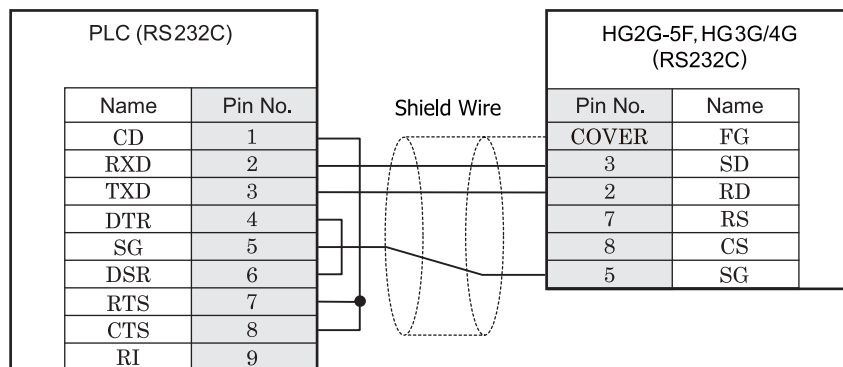 PLC (RS232C)
Name Pin No.
CD 1
RXD 2
TXD 3
DTR 4
SG 5
DSR 6
RTS 7
CTS 8
RI 9
Shield Wire
HG2G-5F, HG3G/4G
(RS232C)
Pin No. Name
COVER FG
3 SD
2 RD
7 RS
8 CS
5 SG